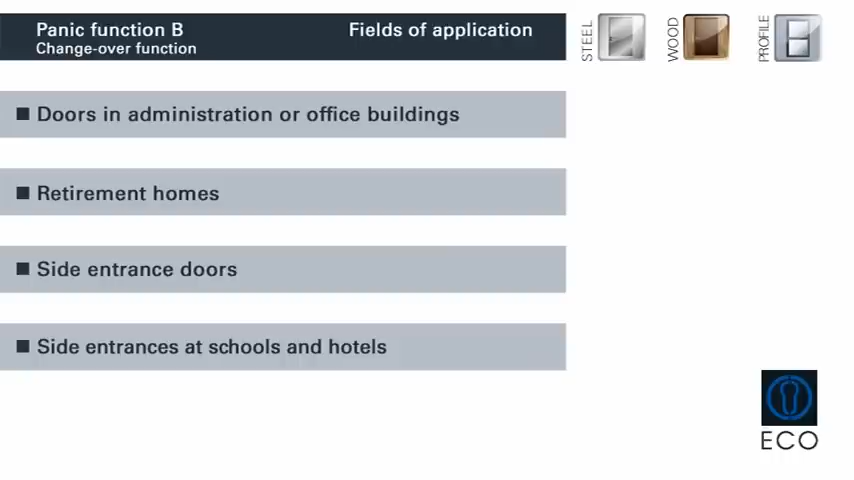 Panic function B
Fields of application
Change-over function
STEEL
WOOD
PROFILE
Doors in administration or office buildings
Retirement homes
Side entrance doors
Side entrances at schools and hotels
ECO